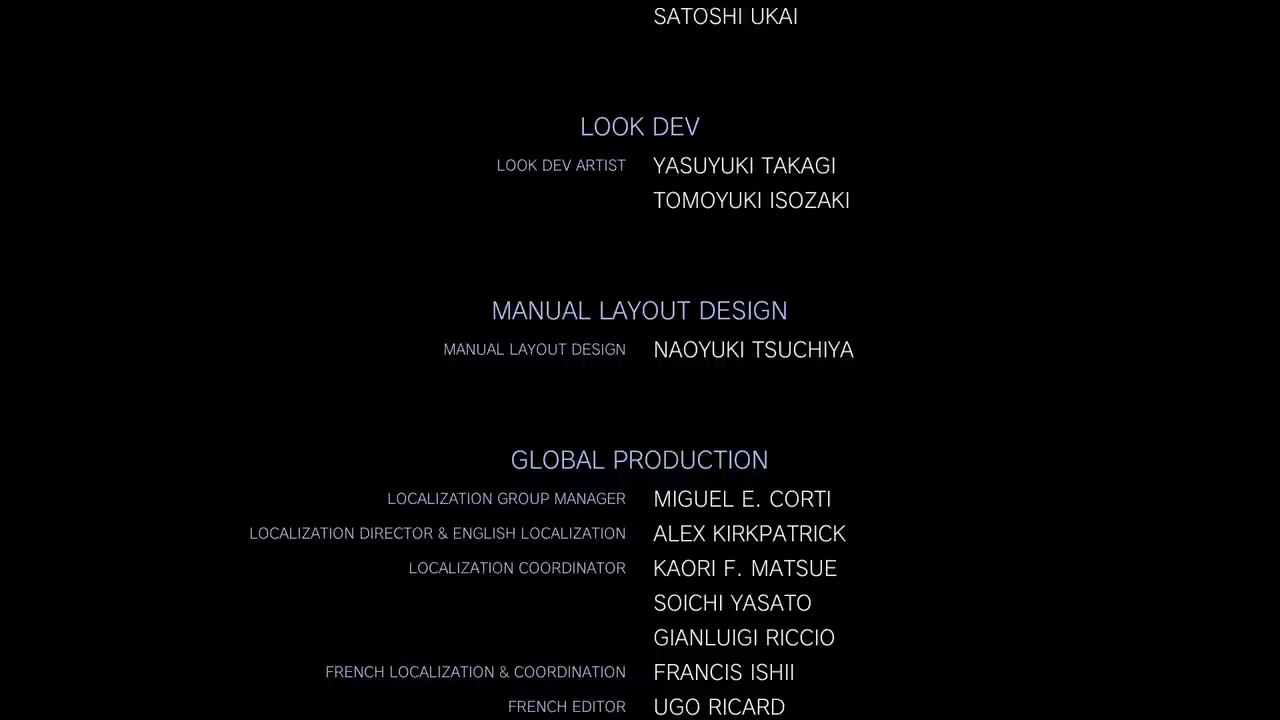 SATOSHI UKAI
LOOK DEV
LOOK DEV ARTIST YASUYUKI TAKAGI
TOMOYUKI ISOZAKI
MANUAL LAYOUT DESIGN
MANUAL LAYOUT DESIGN NAOYUKI TSUCHIYA
GLOBAL PRODUCTION
LOCALIZATION GROUP MANAGER MIGUEL E. CORTI
LOCALIZATION DIRECTOR & ENGLISH LOCALIZATION ALEX KIRKPATRICK
LOCALIZATION COORDINATOR KAORI F. MATSUE
SOICHI YASATO
GIANLUIGI RICCIO
FRENCH LOCALIZATION & COORDINATION FRANCIS ISHII
FRENCH EDITOR UGO RICARD